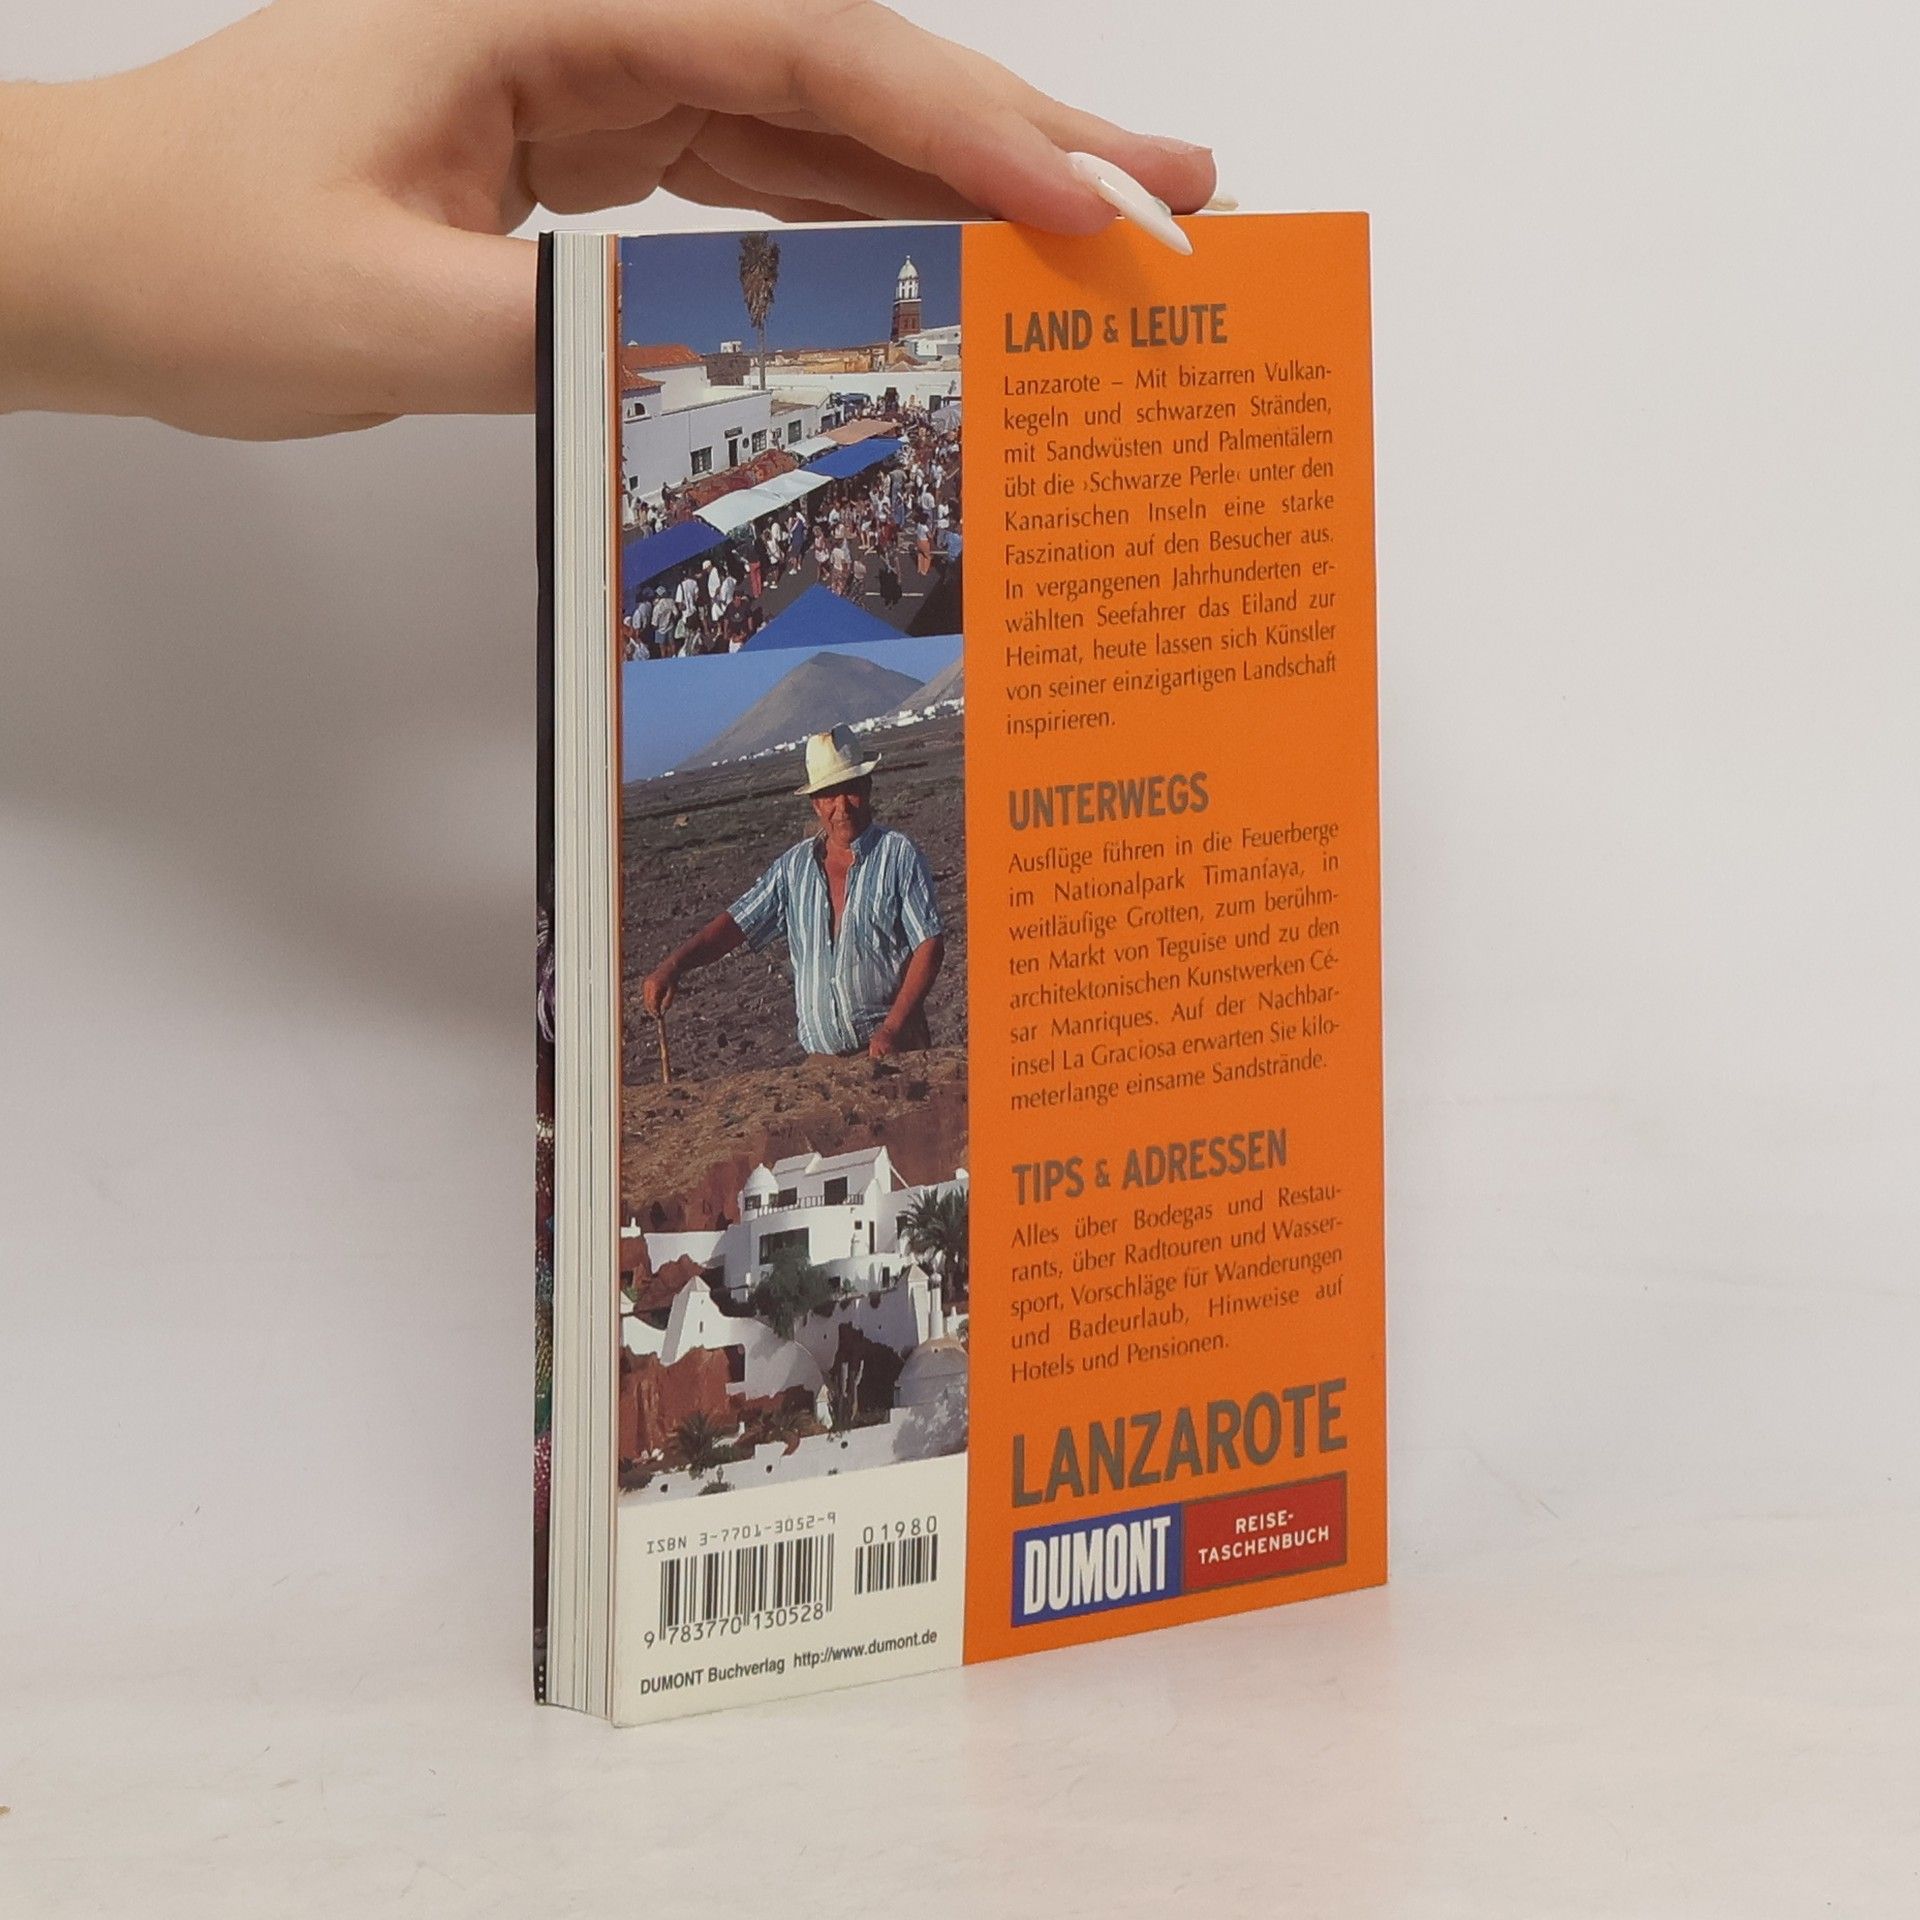 LAND & LEUTE
Lanzarote – Mit bizarren Vulkan-
kegeln und schwarzen Stränden,
mit Sandwüsten und Palmentälern
übt die ›Schwarze Perle‹ unter den
Kanarischen Inseln eine starke
Faszination auf den Besucher aus.
In vergangenen Jahrhunderten er-
wählten Seefahrer das Eiland zur
Heimat, heute lassen sich Künstler
von seiner einzigartigen Landschaft
inspirieren.
UNTERWEGS
Ausflüge führen in die Feuerberge
im Nationalpark Timanfaya, in
weitläufige Grotten, zum berühm-
ten Markt von Teguise und zu den
architektonischen Kunstwerken Cé-
sar Manriques. Auf der Nachbar-
insel La Graciosa erwarten Sie kilo-
meterlange einsame Sandstrände.
TIPS & ADRESSEN
Alles über Bodegas und Restau-
rants, über Radtouren und Wasser-
sport, Vorschläge für Wanderungen
und Badeurlaub, Hinweise auf
Hotels und Pensionen.
LANZAROTE
DUMONT
REISE-
TASCHENBUCH
ISBN 3-7701-3052-9
01980
9 783770 130528
DUMONT Buchverlag http://www.dumont.de